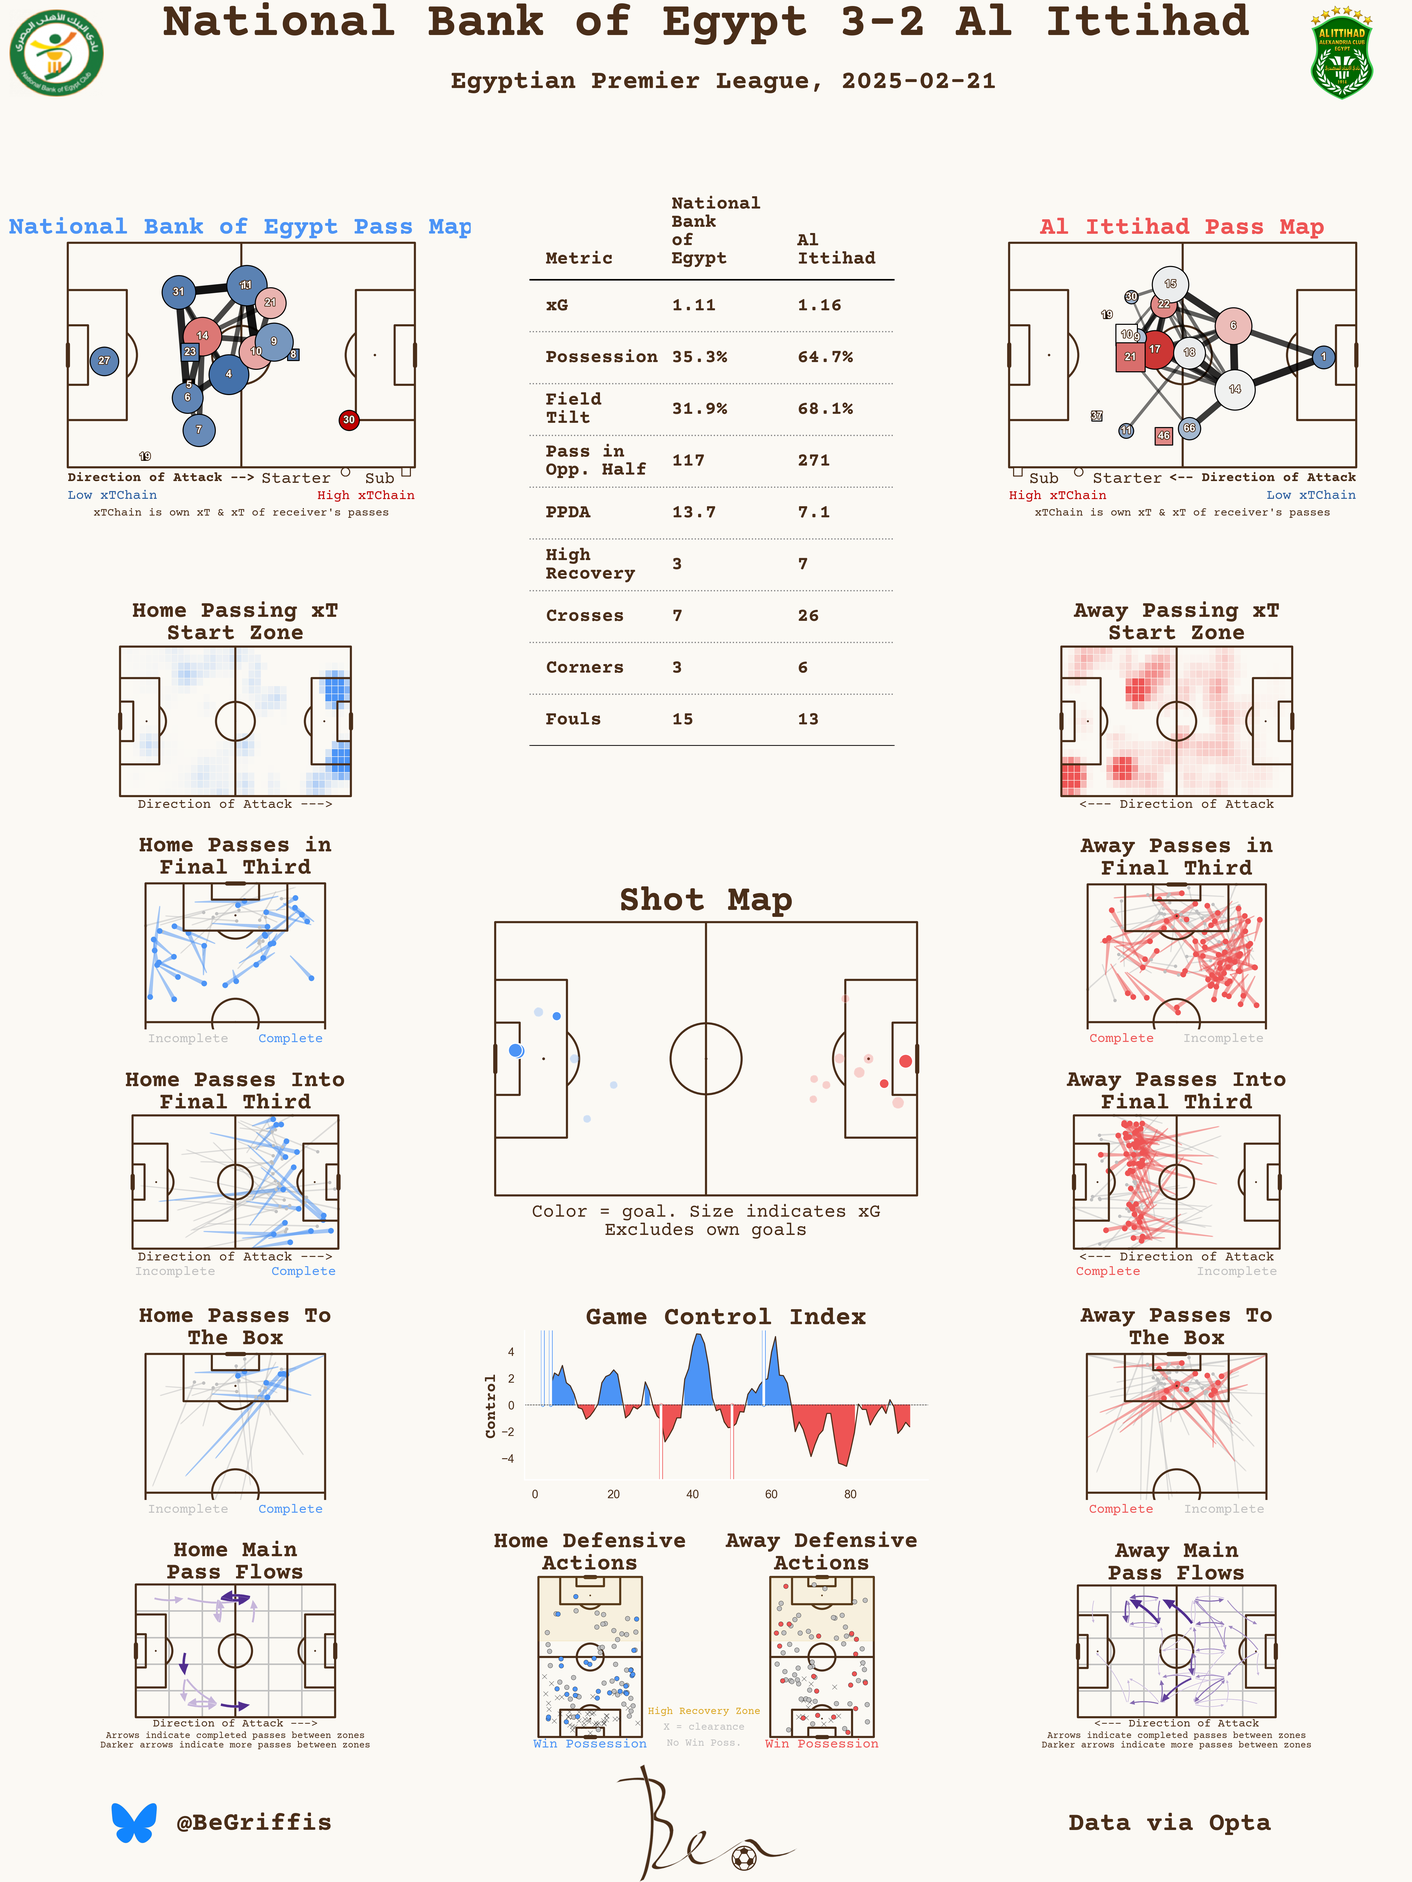 National Bank of Egypt 3-2 Al Ittihad
Egyptian Premier League, 2025-02-21
نادي البنك الأهلي المصري
National Bank of Egypt Club
ALITTIHAD
ALEXANDRIA CLUB
EGYPT
National Bank of Egypt Pass Map
31
21
14
23
9
10
8
27
4
5
6
7
19
30
Direction of Attack --> Starter Sub
Low xTChain High xTChain
xTChain is own xT & xT of receiver's passes
National
Bank
of Al
Metric Egypt Ittihad
xG 1.11 1.16
Possession 35.3% 64.7%
Field
Tilt 31.9% 68.1%
Pass in
Opp. Half 117 271
PPDA 13.7 7.1
High
Recovery 3 7
Crosses 7 26
Corners 3 6
Fouls 15 13
Al Ittihad Pass Map
15
30
22
19
6
10
9
17
18
21
1
14
37
11
46
66
Sub Starter <-- Direction of Attack
High xTChain Low xTChain
xTChain is own xT & xT of receiver's passes
Home Passing xT
Start Zone
Direction of Attack --->
Away Passing xT
Start Zone
<--- Direction of Attack
Home Passes in
Final Third
Incomplete Complete
Away Passes in
Final Third
Complete Incomplete
Shot Map
Color = goal. Size indicates xG
Excludes own goals
Home Passes Into
Final Third
Direction of Attack --->
Incomplete Complete
Away Passes Into
Final Third
<--- Direction of Attack
Complete Incomplete
Home Passes To
The Box
Incomplete Complete
Game Control Index
Control
4
2
0
−2
−4
0 20 40 60 80
Away Passes To
The Box
Complete Incomplete
Home Main
Pass Flows
Direction of Attack --->
Arrows indicate completed passes between zones
Darker arrows indicate more passes between zones
Home Defensive
Actions
Win Possession
High Recovery Zone
X = clearance
No Win Poss.
Away Defensive
Actions
Win Possession
Away Main
Pass Flows
<--- Direction of Attack
Arrows indicate completed passes between zones
Darker arrows indicate more passes between zones
@BeGriffis
Ben
Data via Opta